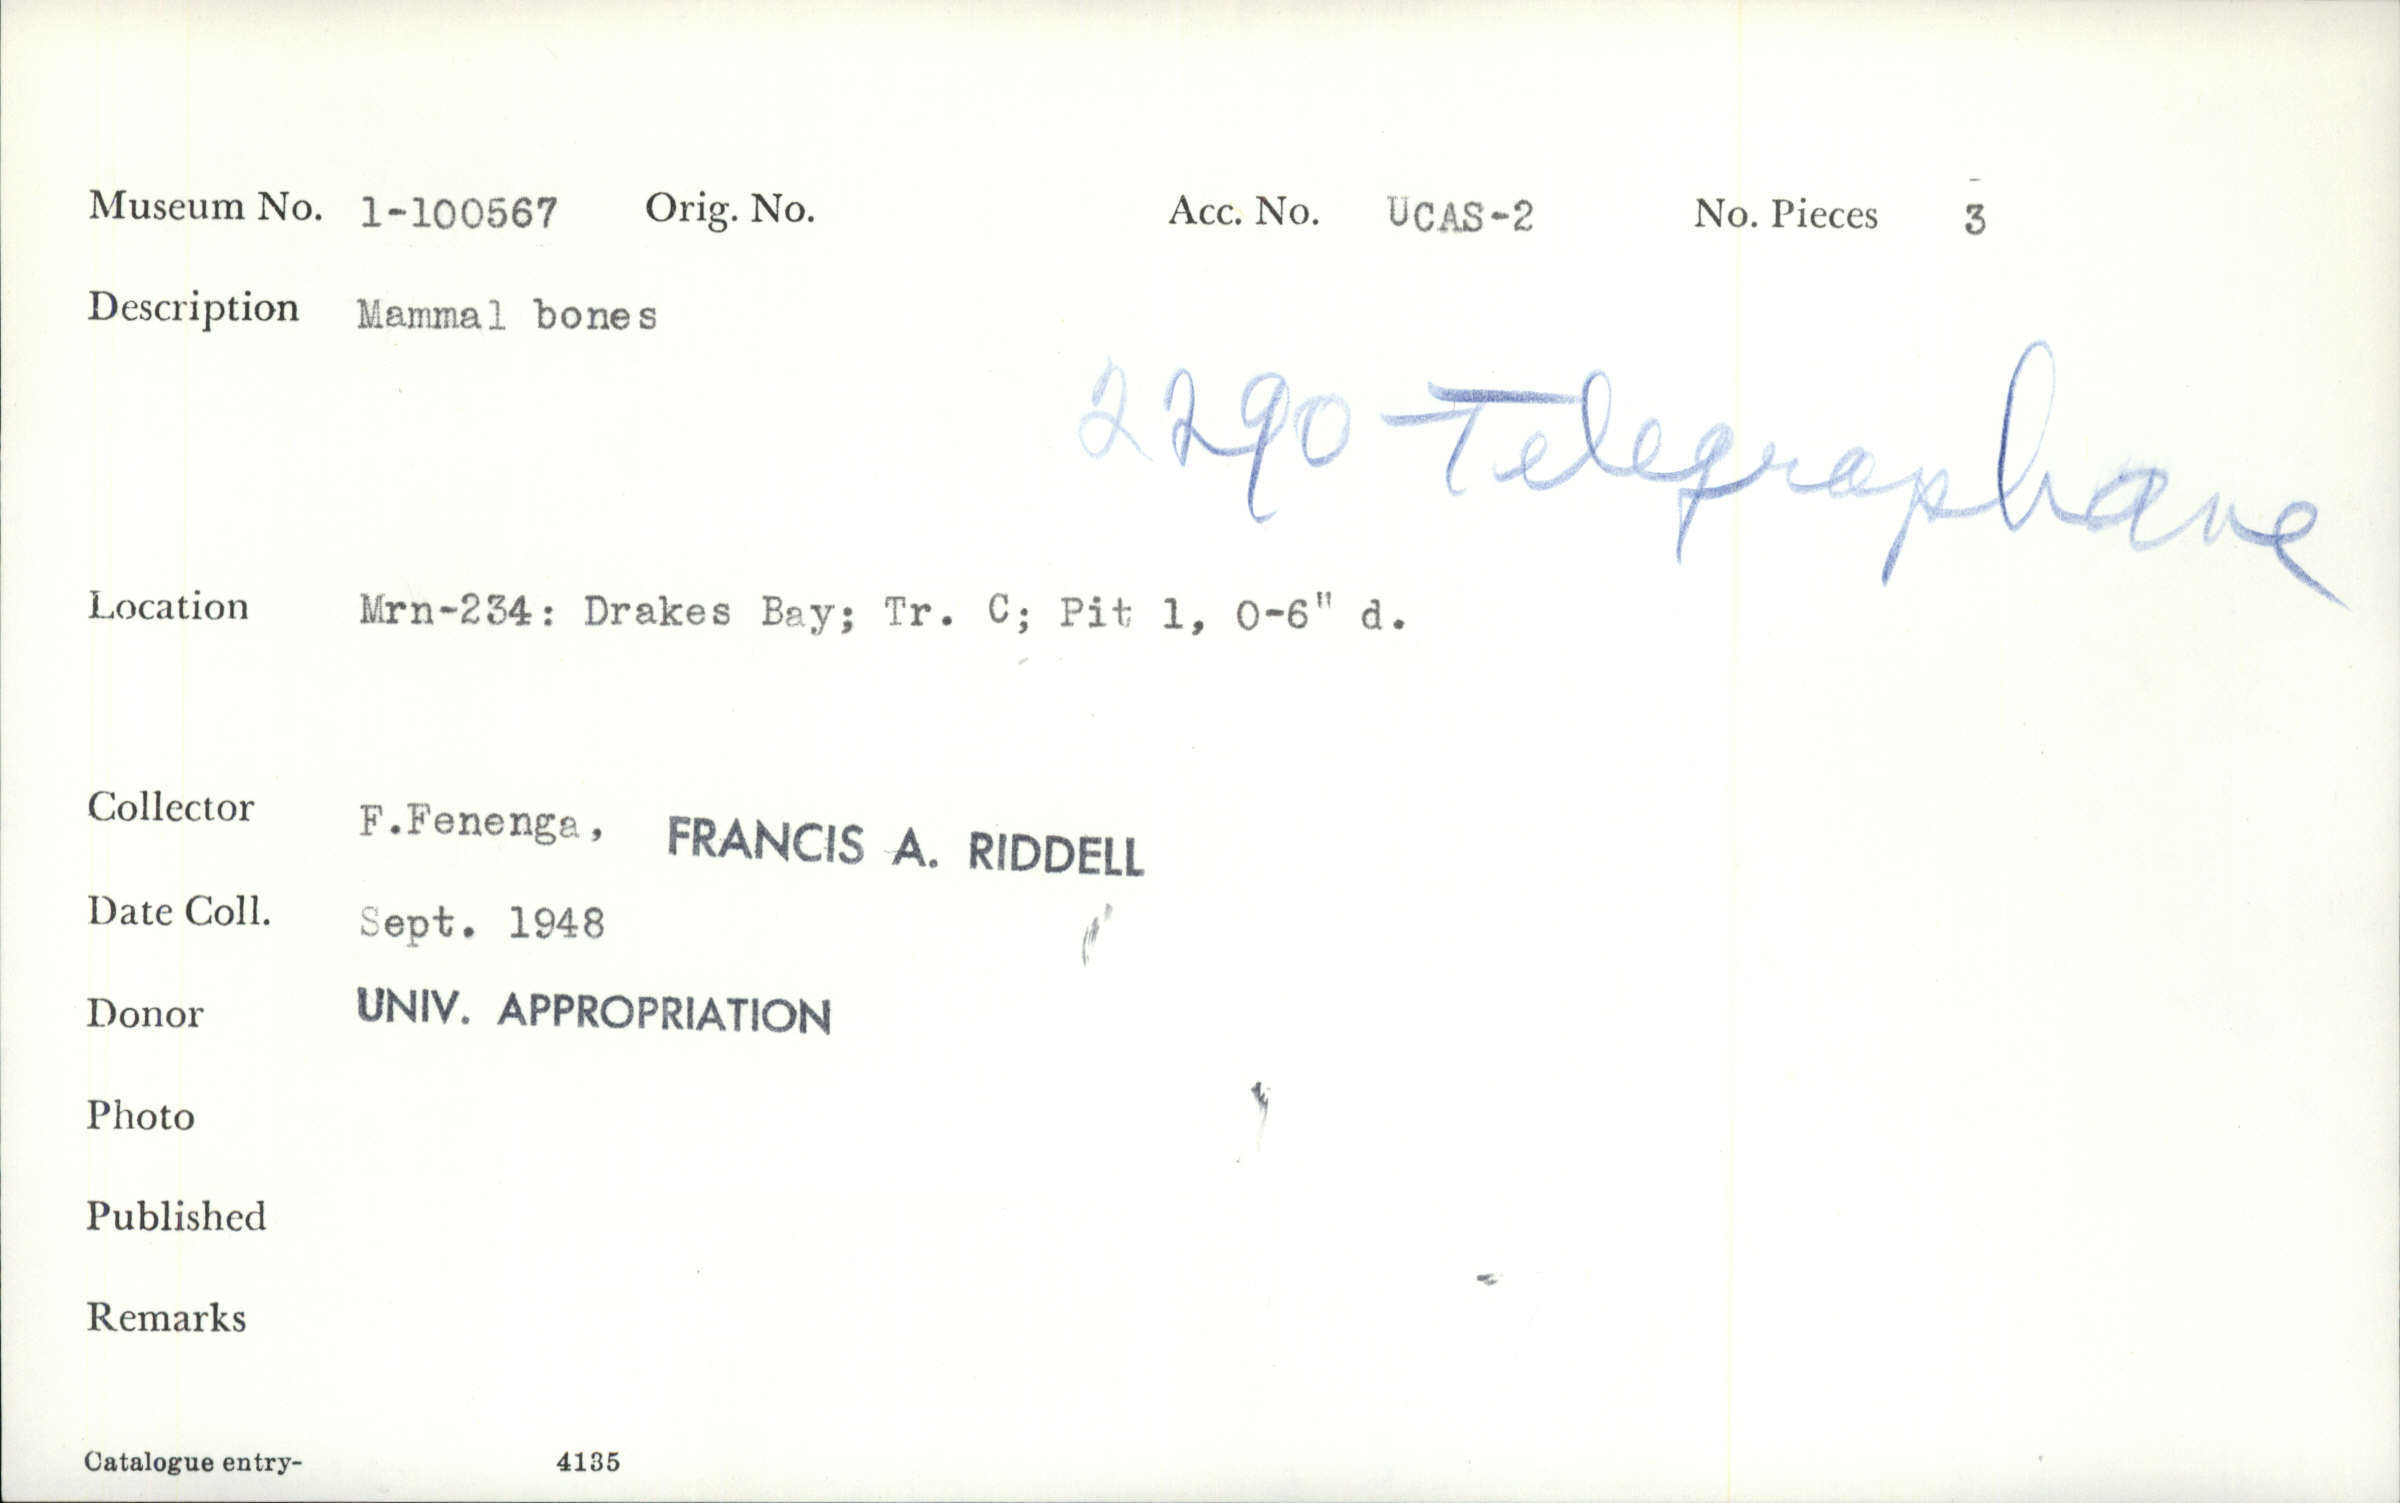 Museum No. 1-100567 Orig. No. Acc. No. UCAS-2 No. Pieces 3
Description Mammal bones
2290 Telegraph ave
Location Mrn-234: Drakes Bay; Tr. C; Pit 1, 0-6" d.
Collector F.Fenenga, FRANCIS A. RIDDELL
Date Coll. Sept. 1948
Donor UNIV. APPROPRIATION
Photo
Published
Remarks
Catalogue entry- 4135